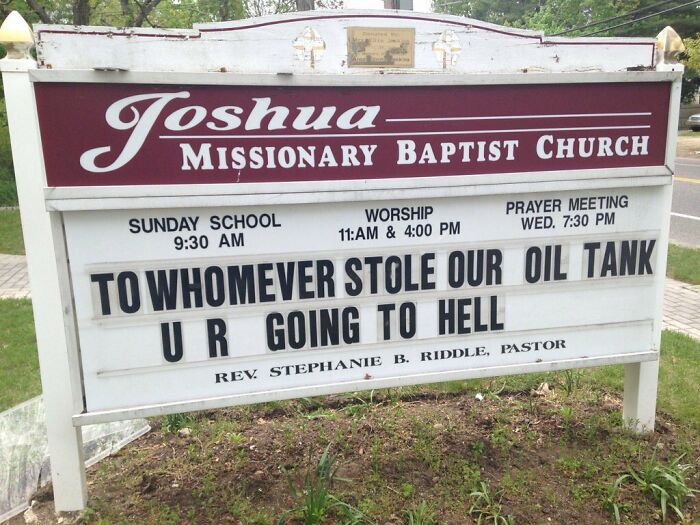 Joshua
MISSIONARY BAPTIST CHURCH
SUNDAY SCHOOL
9:30 AM
WORSHIP
11:AM & 4:00 PM
PRAYER MEETING
WED. 7:30 PM
TO WHOMEVER STOLE OUR OIL TANK
U R GOING TO HELL
REV. STEPHANIE B. RIDDLE, PASTOR